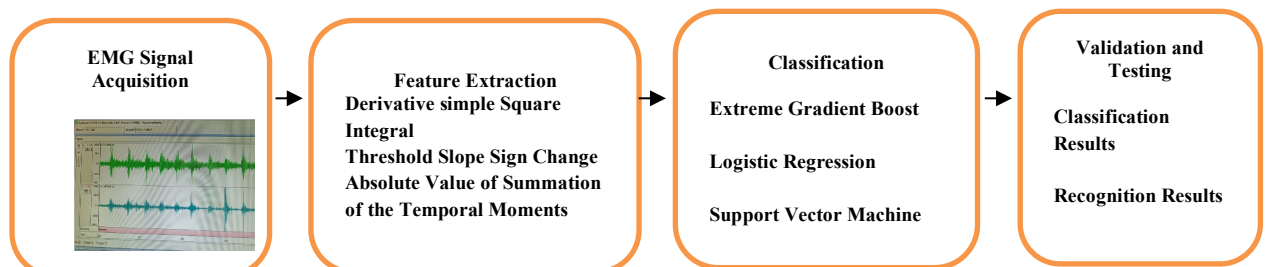 EMG Signal
Acquisition
Feature Extraction
Derivative simple Square
Integral
Threshold Slope Sign Change
Absolute Value of Summation
of the Temporal Moments
Classification
Extreme Gradient Boost
Logistic Regression
Support Vector Machine
Validation and
Testing
Classification
Results
Recognition Results